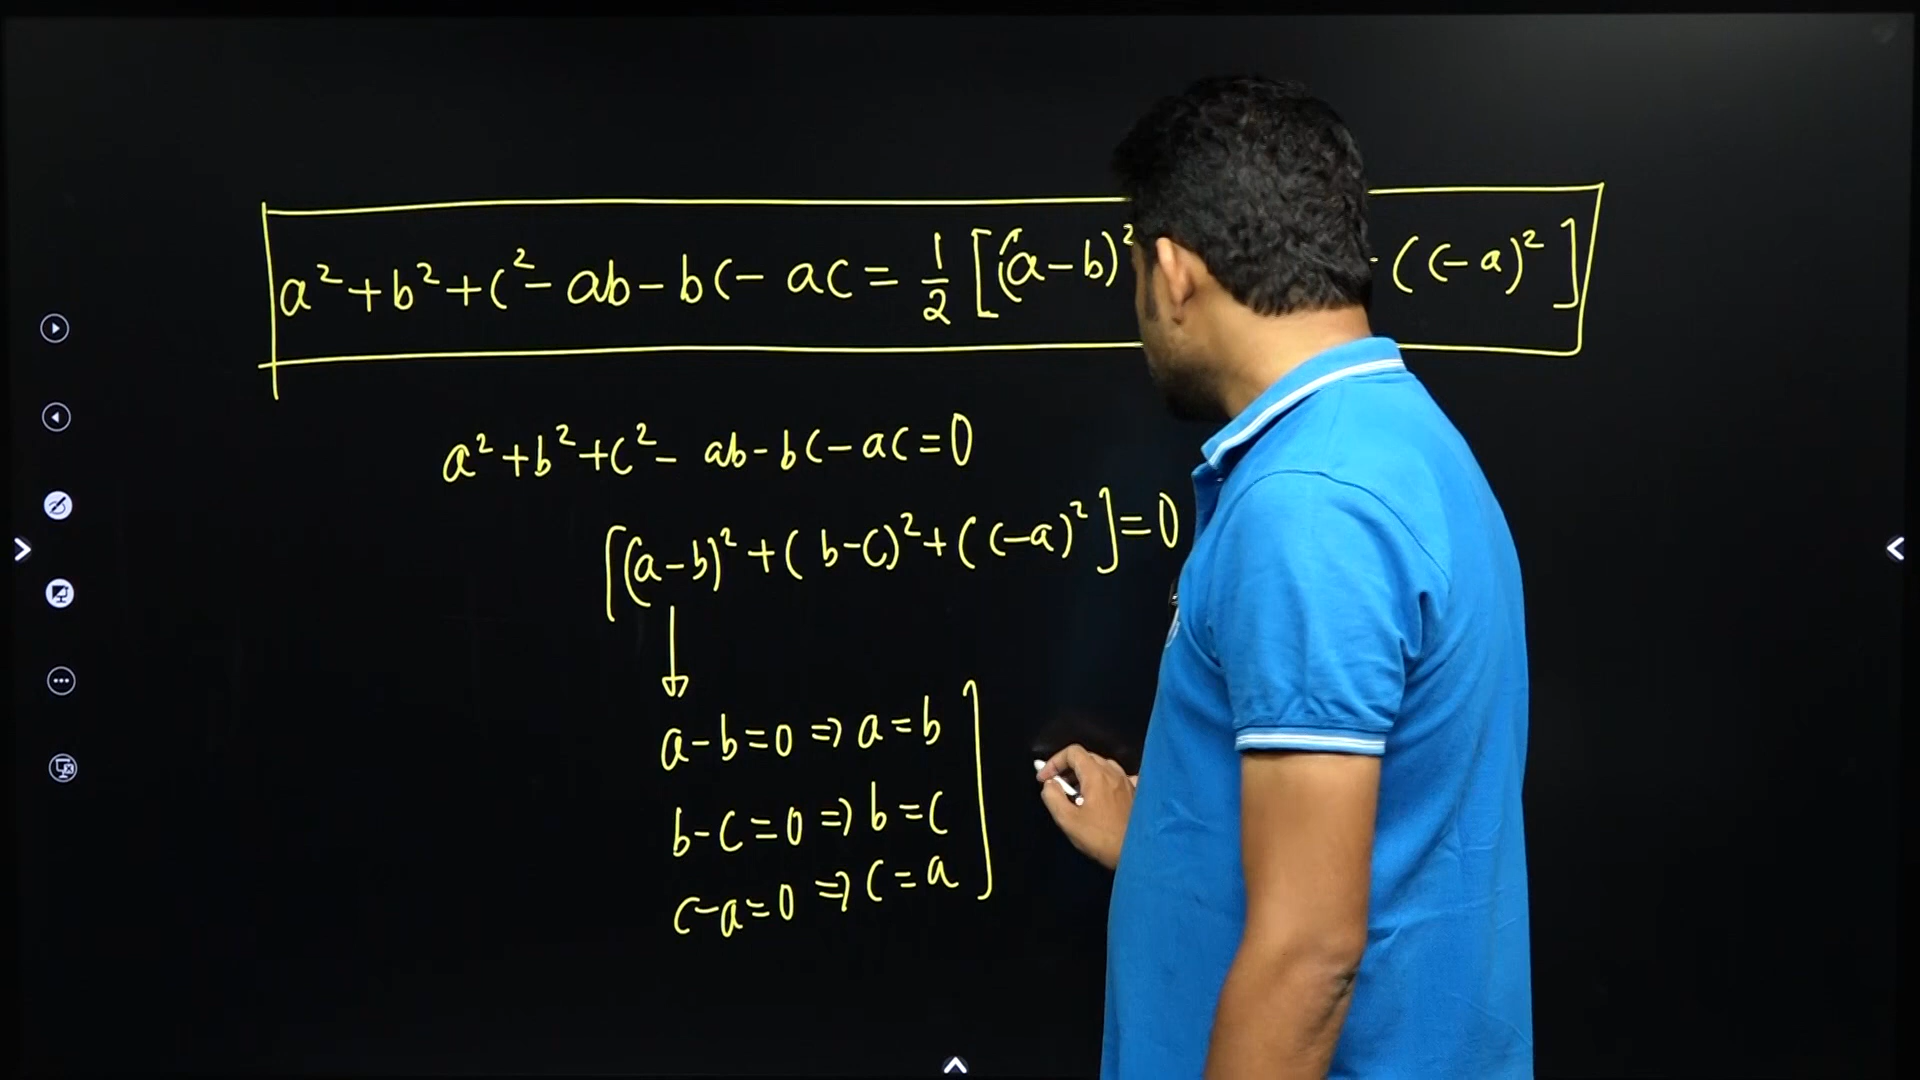 a² + b² + c² - ab - bc - ac = 1/2 [(a-b)² (c-a)²]
a² + b² + c² - ab - bc - ac = 0
[(a-b)² + (b-c)² + (c-a)²] = 0
a-b=0 ⇒ a=b
b-c=0 ⇒ b=c
c-a=0 ⇒ c=a